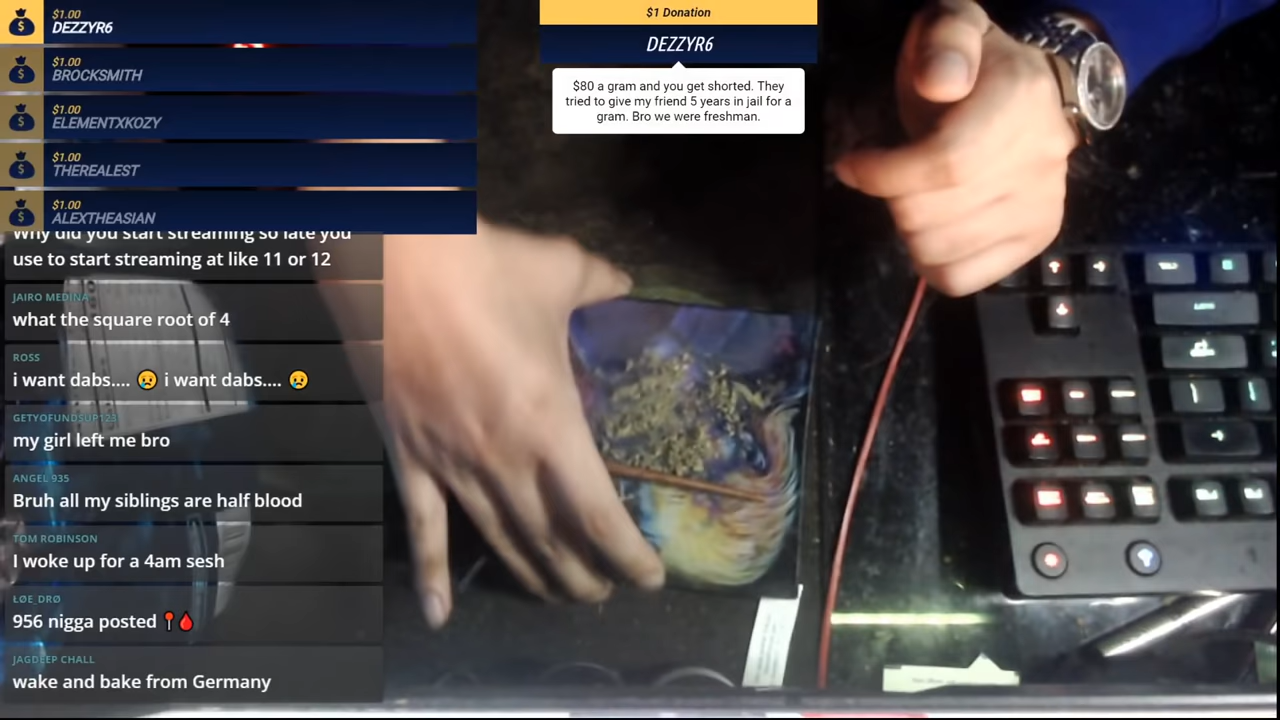 $1.00
DEZZYR6
$1.00
BROCKSMITH
$1.00
ELEMENTXKOZY
$1.00
THEREALEST
$1.00
ALEXTHEASIAN
$1 Donation
DEZZYR6
$80 a gram and you get shorted. They
tried to give my friend 5 years in jail for a
gram. Bro we were freshman.
Why did you start streaming so late you
use to start streaming at like 11 or 12
JAIRO MEDINA
what the square root of 4
ROSS
i want dabs.... 😥 i want dabs.... 😥
GETYOFUNDSUP123
my girl left me bro
ANGEL 935
Bruh all my siblings are half blood
TOM ROBINSON
I woke up for a 4am sesh
LØE DRØ
956 nigga posted 📍🩸
JAGDEEP CHALL
wake and bake from Germany